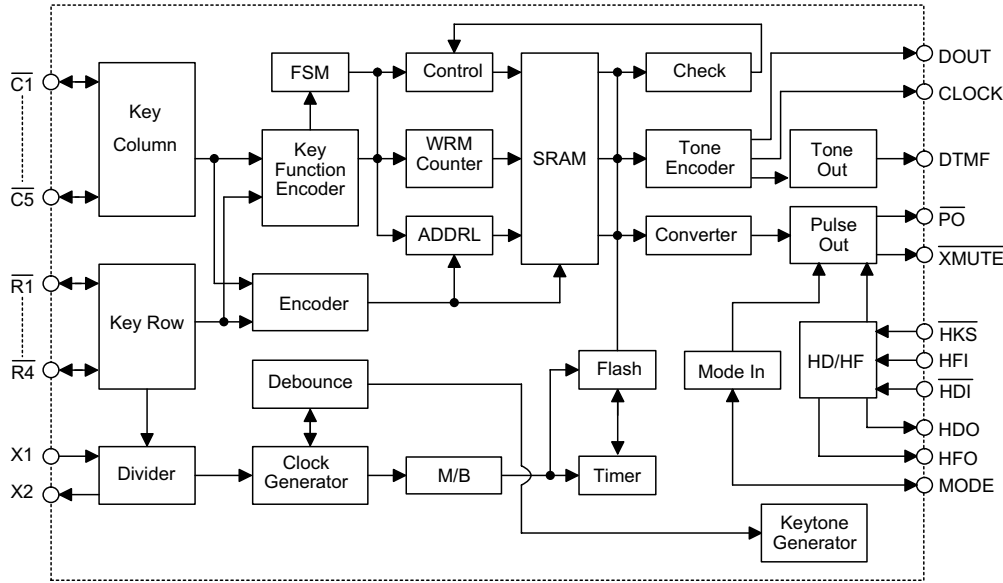 C1
C5
R1
R4
X1
X2
Key
Column
Key Row
Divider
FSM
Key
Function
Encoder
Encoder
Debounce
Clock
Generator
Control
WRM
Counter
ADDRL
M/B
SRAM
Flash
Timer
Check
Tone
Encoder
Converter
Mode In
Tone
Out
Pulse
Out
HD/HF
Keytone
Generator
DOUT
CLOCK
DTMF
PO
XMUTE
HKS
HFI
HDI
HDO
HFO
MODE